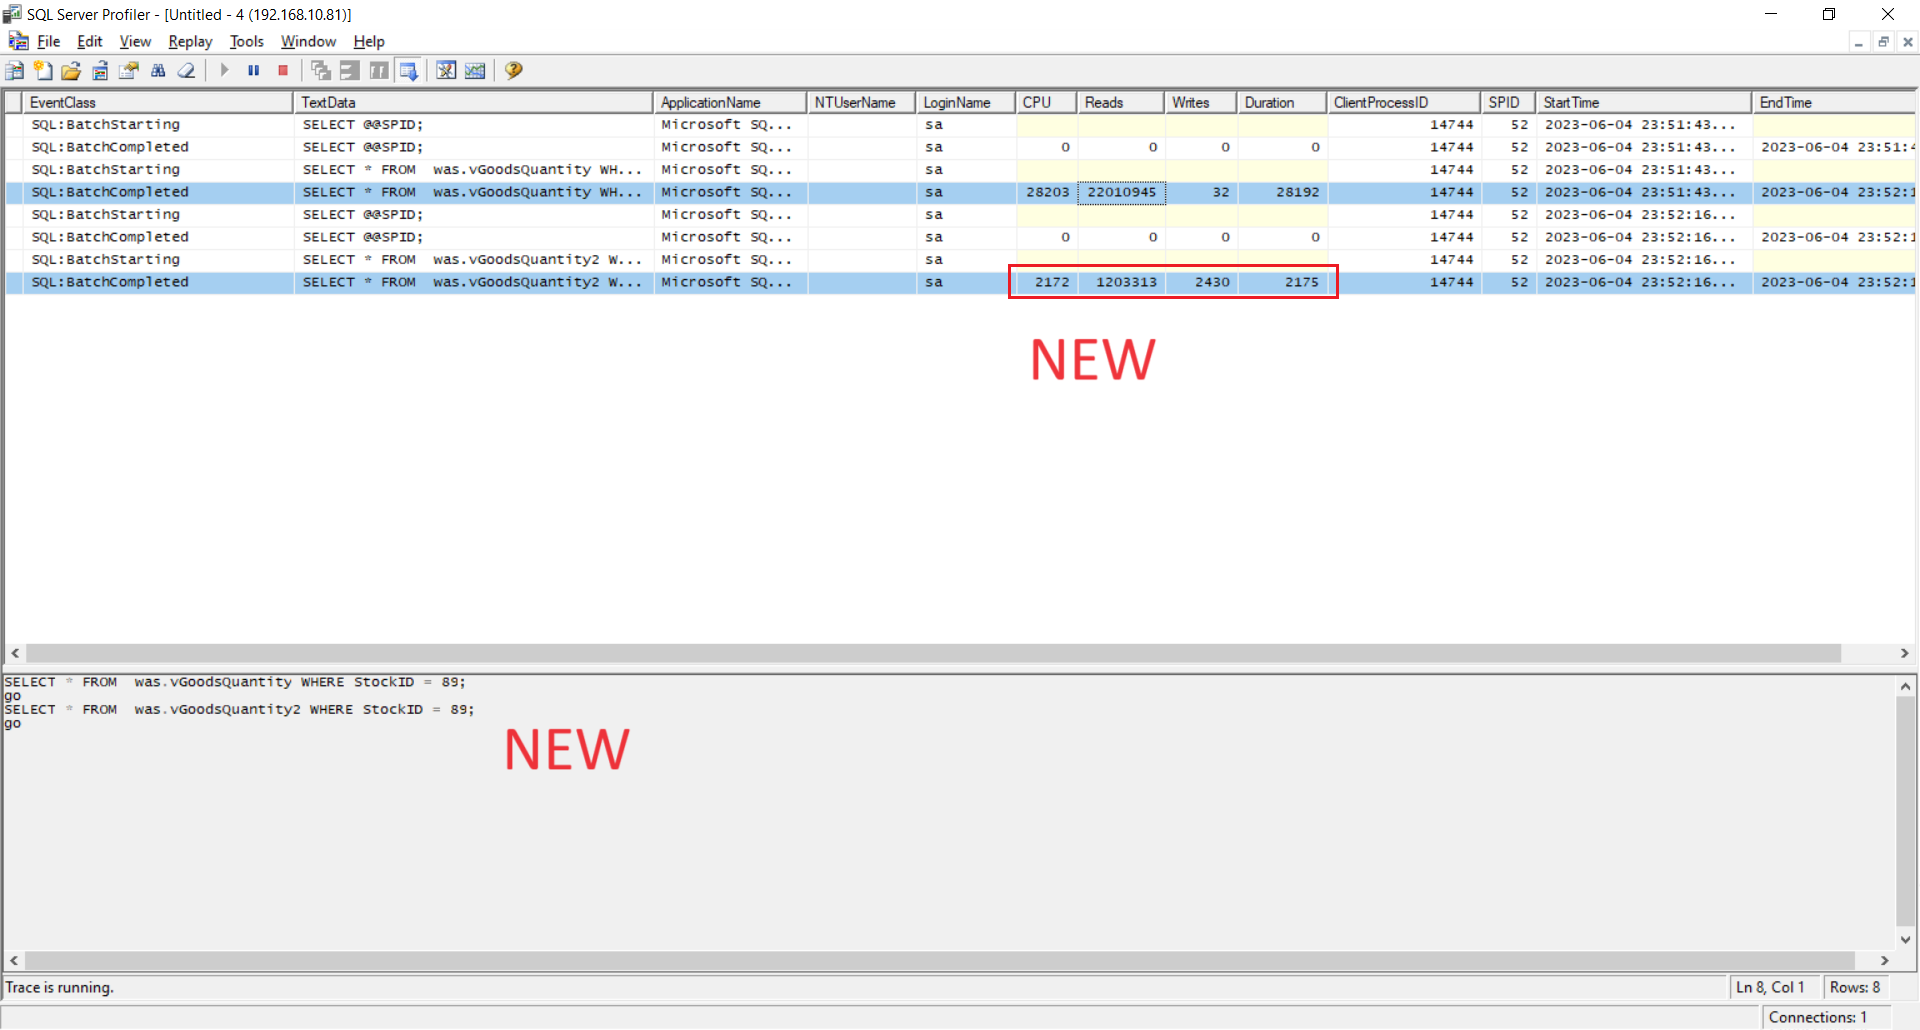 SQL Server Profiler - [Untitled - 4 (192.168.10.81)]
File Edit View Replay Tools Window Help
EventClass TextData ApplicationName NTUserName LoginName CPU Reads Writes Duration ClientProcessID SPID StartTime EndTime
SQL:BatchStarting SELECT @@SPID; Microsoft SQ... sa 14744 52 2023-06-04 23:51:43...
SQL:BatchCompleted SELECT @@SPID; Microsoft SQ... sa 0 0 0 0 14744 52 2023-06-04 23:51:43... 2023-06-04 23:51:4
SQL:BatchStarting SELECT * FROM was.vGoodsQuantity WH... Microsoft SQ... sa 14744 52 2023-06-04 23:51:43...
SQL:BatchCompleted SELECT * FROM was.vGoodsQuantity WH... Microsoft SQ... sa 28203 22010945 32 28192 14744 52 2023-06-04 23:51:43... 2023-06-04 23:52:1
SQL:BatchStarting SELECT @@SPID; Microsoft SQ... sa 14744 52 2023-06-04 23:52:16...
SQL:BatchCompleted SELECT @@SPID; Microsoft SQ... sa 0 0 0 0 14744 52 2023-06-04 23:52:16... 2023-06-04 23:52:1
SQL:BatchStarting SELECT * FROM was.vGoodsQuantity2 W... Microsoft SQ... sa 14744 52 2023-06-04 23:52:16...
SQL:BatchCompleted SELECT * FROM was.vGoodsQuantity2 W... Microsoft SQ... sa 2172 1203313 2430 2175 14744 52 2023-06-04 23:52:16... 2023-06-04 23:52:1
NEW
SELECT * FROM was.vGoodsQuantity WHERE StockID = 89;
go
SELECT * FROM was.vGoodsQuantity2 WHERE StockID = 89;
go
NEW
Trace is running. Ln 8, Col 1 Rows: 8
Connections: 1